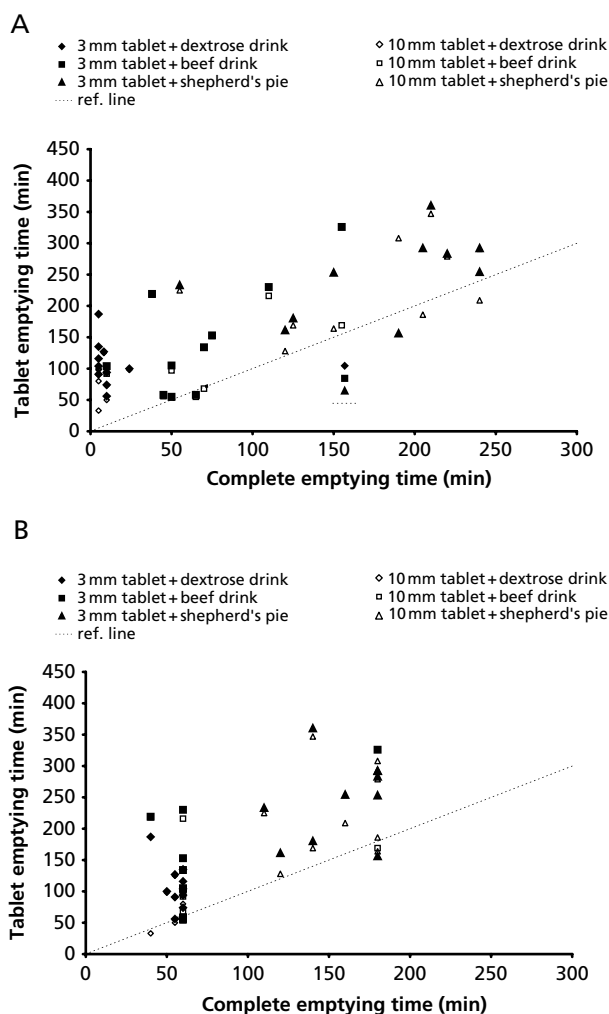 A
◆ 3 mm tablet + dextrose drink ◇ 10 mm tablet + dextrose drink
■ 3 mm tablet + beef drink □ 10 mm tablet + beef drink
▲ 3 mm tablet + shepherd's pie △ 10 mm tablet + shepherd's pie
ref. line
450
400
350
300
250
200
150
100
50
0
Tablet emptying time (min)
0 50 100 150 200 250 300
Complete emptying time (min)
B
◆ 3 mm tablet + dextrose drink ◇ 10 mm tablet + dextrose drink
■ 3 mm tablet + beef drink □ 10 mm tablet + beef drink
▲ 3 mm tablet + shepherd's pie △ 10 mm tablet + shepherd's pie
ref. line
450
400
350
300
250
200
150
100
50
0
Tablet emptying time (min)
0 50 100 150 200 250 300
Complete emptying time (min)